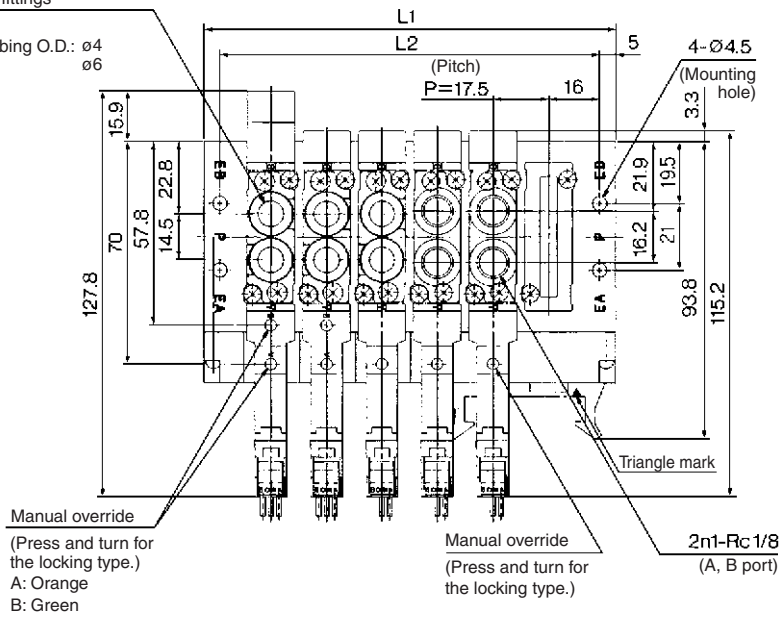 fittings
bing O.D.: ø4
ø6
L1
L2
5
(Pitch)
P=17.5
16
4-Ø4.5
(Mounting
hole)
3.3
15.9
22.8
57.8
14.5
70
127.8
21.9
19.5
16.2
21
93.8
115.2
EB
P
EA
EB
P
EA
Triangle mark
Manual override
(Press and turn for
the locking type.)
A: Orange
B: Green
Manual override
(Press and turn for
the locking type.)
2n1-Rc1/8
(A, B port)